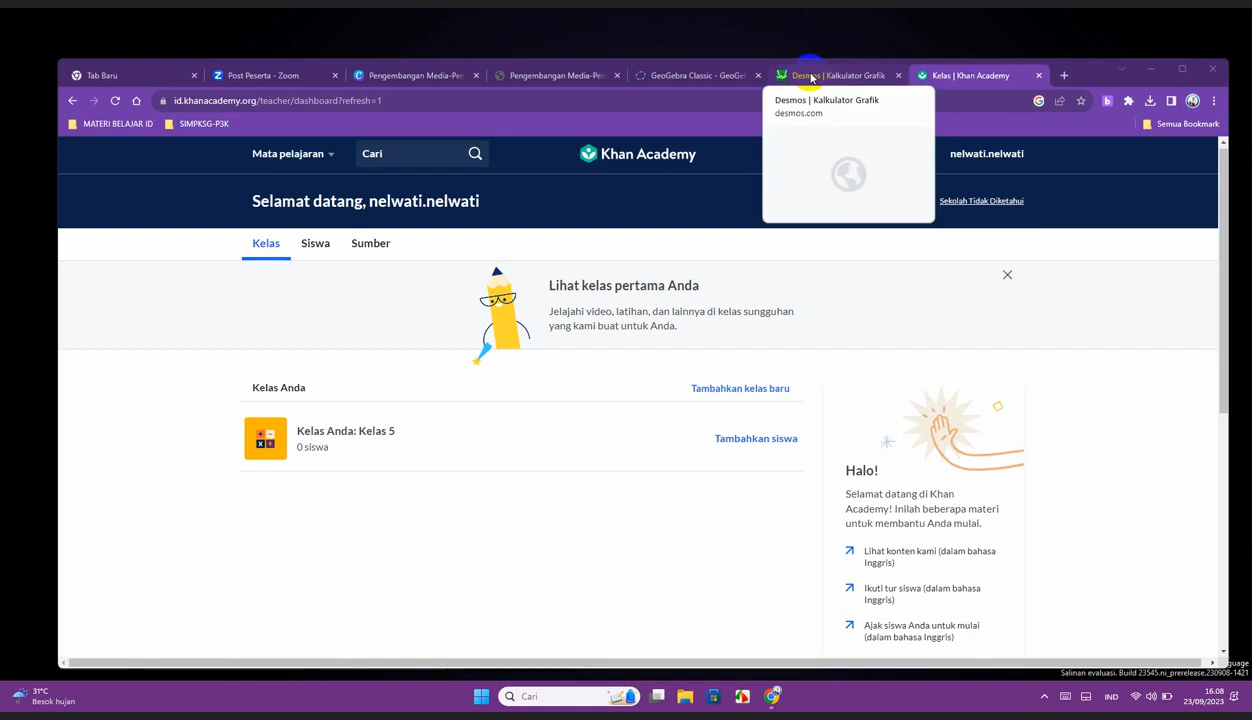 Tab Baru
Post Peserta - Zoom
Pengembangan Media-Per
Pengembangan Media-Per
GeoGebra Classic - GeoGel
Desmos | Kalkulator Grafik
Kelas | Khan Academy
id.khanacademy.org/teacher/dashboard?refresh=1
MATERI BELAJAR ID
SIMPKSG-P3K
Semua Bookmark
Desmos | Kalkulator Grafik
desmos.com
Mata pelajaran
Cari
Khan Academy
nelwati.nelwati
Selamat datang, nelwati.nelwati
Sekolah Tidak Diketahui
Kelas
Siswa
Sumber
Lihat kelas pertama Anda
Jelajahi video, latihan, dan lainnya di kelas sungguhan
yang kami buat untuk Anda.
Kelas Anda
Tambahkan kelas baru
Kelas Anda: Kelas 5
0 siswa
Tambahkan siswa
Halo!
Selamat datang di Khan
Academy! Inilah beberapa materi
untuk membantu Anda mulai.
Lihat konten kami (dalam bahasa
Inggris)
Ikuti tur siswa (dalam bahasa
Inggris)
Ajak siswa Anda untuk mulai
(dalam bahasa Inggris)
Salinan evaluasi. Build 23545.ni_prerelease.230908-1421
31°C
Besok hujan
Cari
IND
16.08
23/09/2023